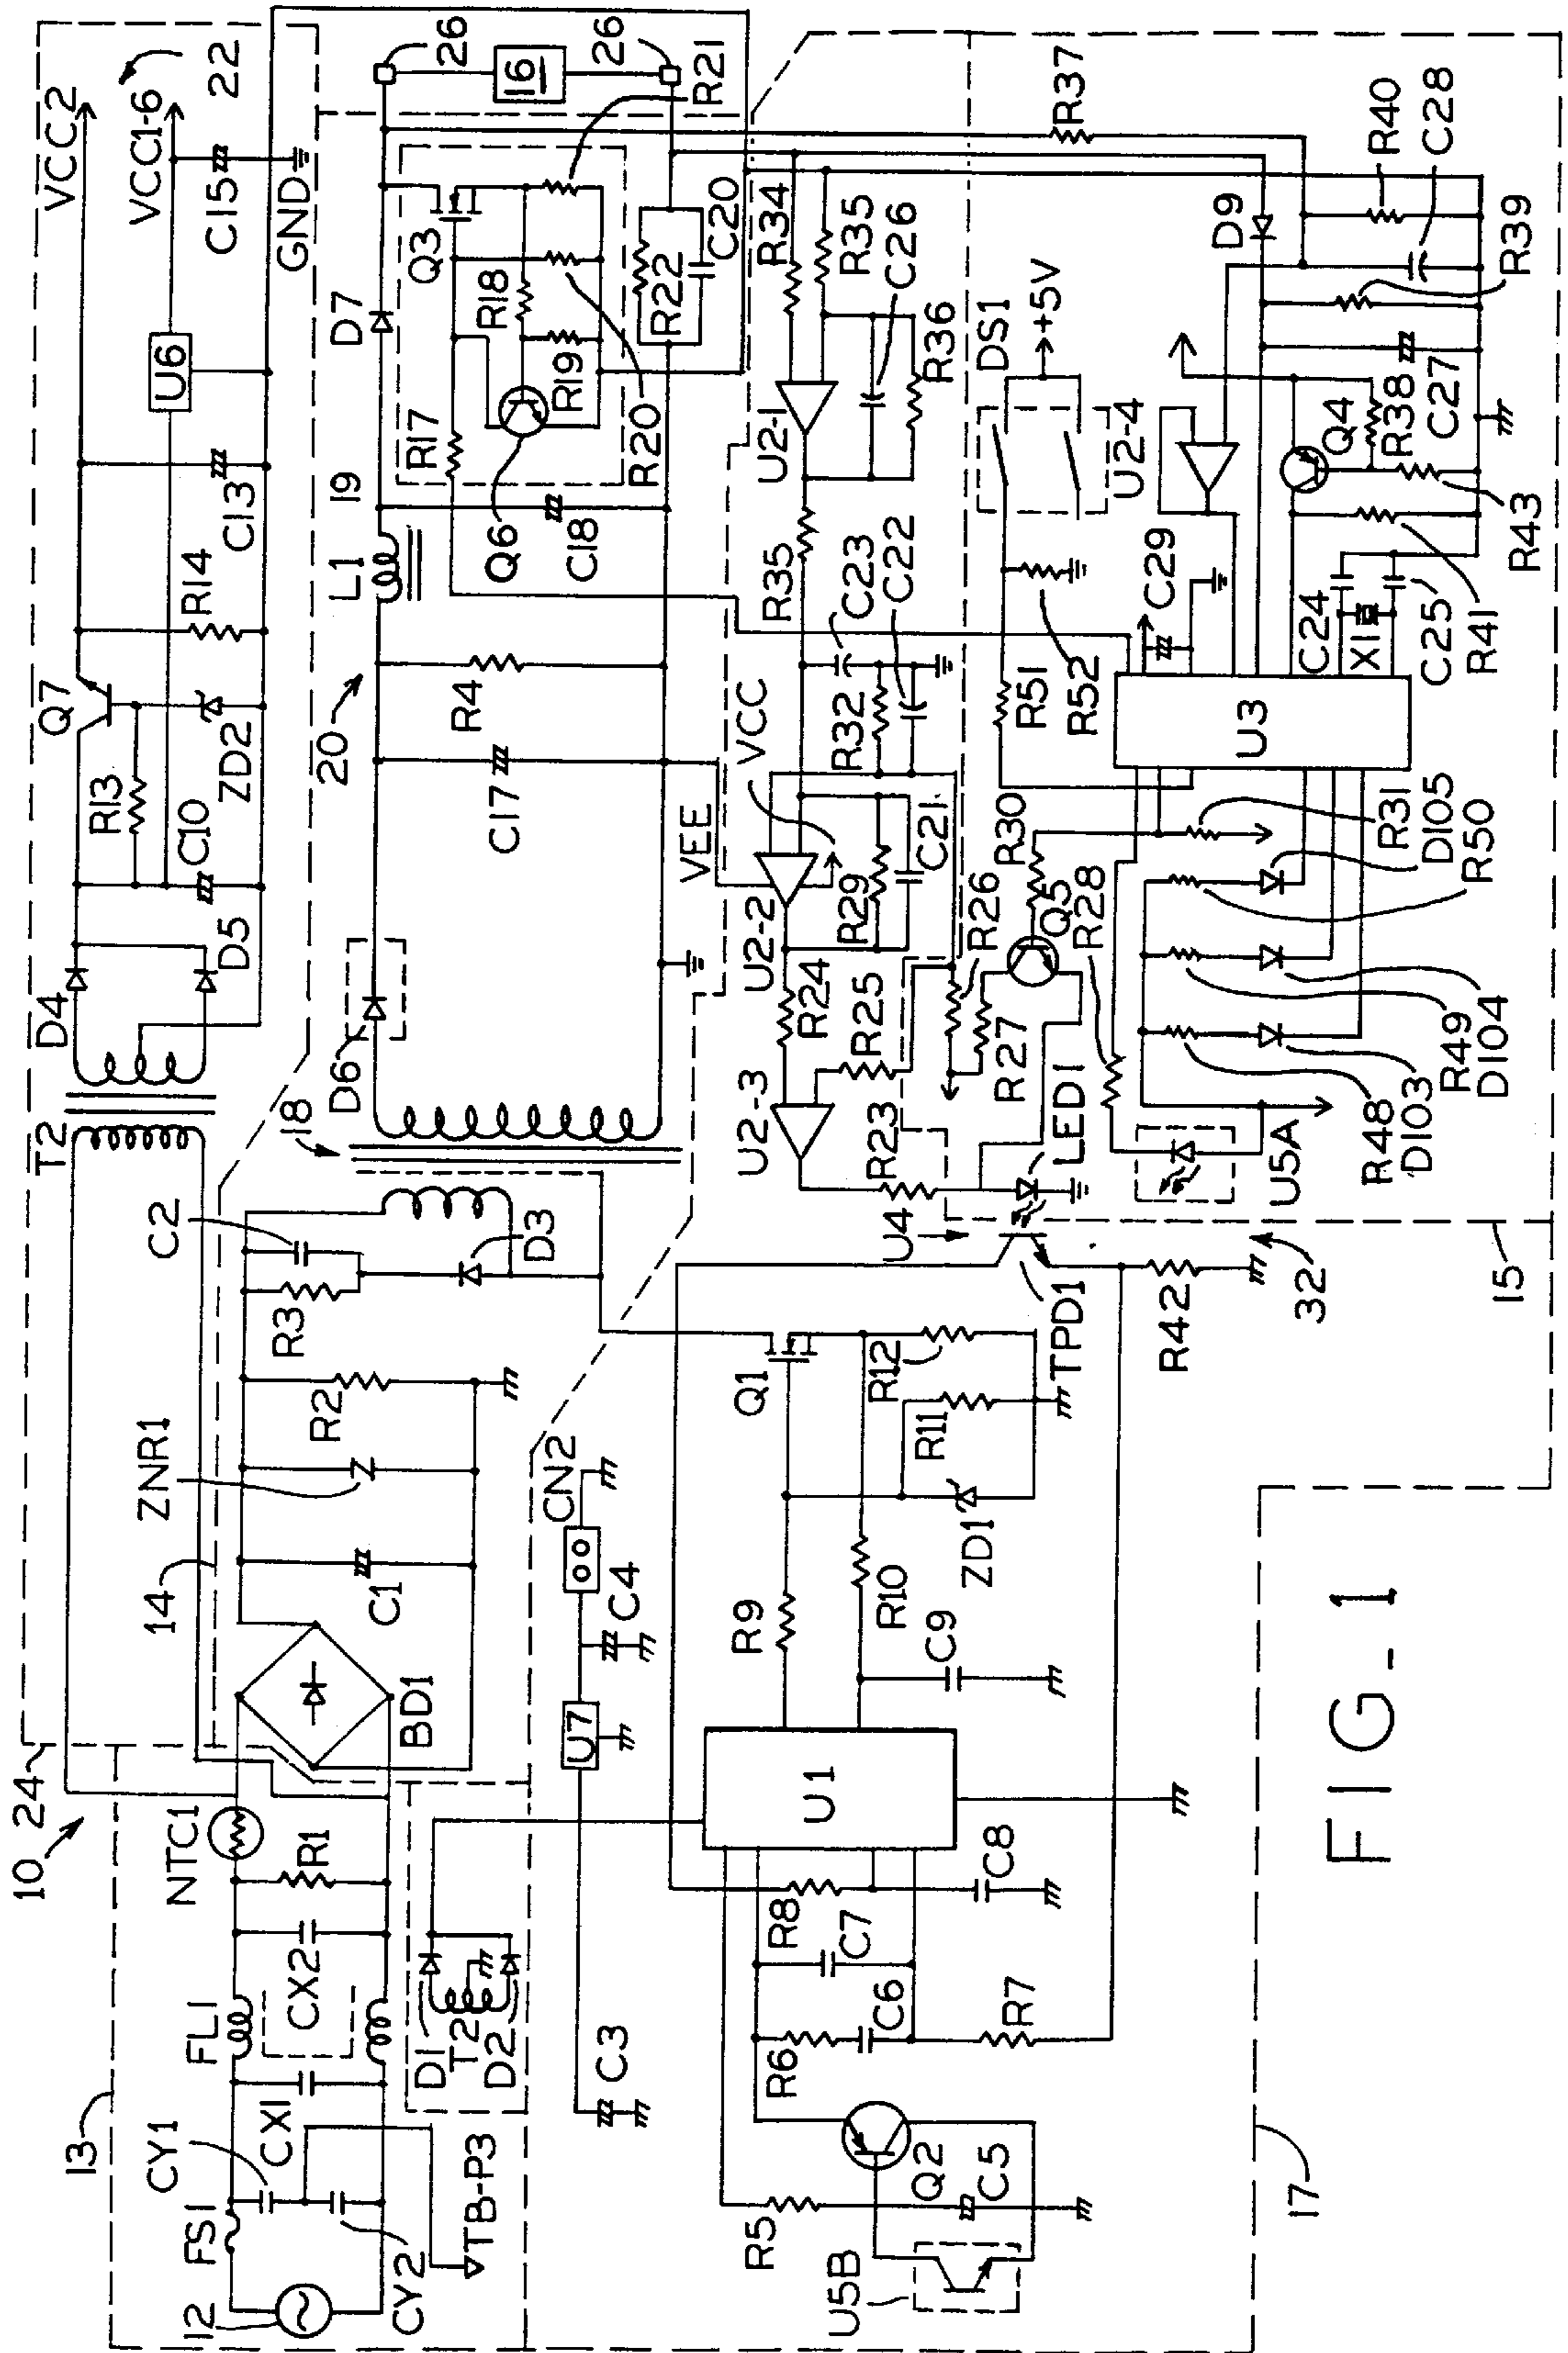 10
24
13
14
12
FS1
CY1
CY2
TB-P3
CX1
FL1
CX2
R1
NTC1
BD1
C1
ZNR1
R2
R3
C2
D3
T2
D4
D5
C10
R13
Q7
ZD2
R14
C13
U6
C15
GND
VCC2
VCC1-6
22
D1
T2
D2
C3
U7
C4
CN2
18
D6
20
C17
R4
L1
19
C18
D7
R17
Q6
Q3
R18
R19
R20
R21
R22
C20
26
16
26
U5B
R5
Q2
C5
R6
C6
C7
R7
R8
C8
U1
R9
R10
C9
ZD1
R11
R12
Q1
U4
TPD1
R42
32
15
17
LED1
R23
U2-3
R24
R25
R26
R27
Q5
R28
R30
U2-2
VEE
VCC
R29
C21
R32
C22
C23
R35
U2-1
R34
R35
C26
R36
R37
DS1
+5V
R51
R52
U2-4
C29
U3
C24
X1
C25
R41
R43
Q4
R38
C27
R39
D9
R40
C28
U5A
R48
D103
R49
D104
R50
D105
R31
FIG-1